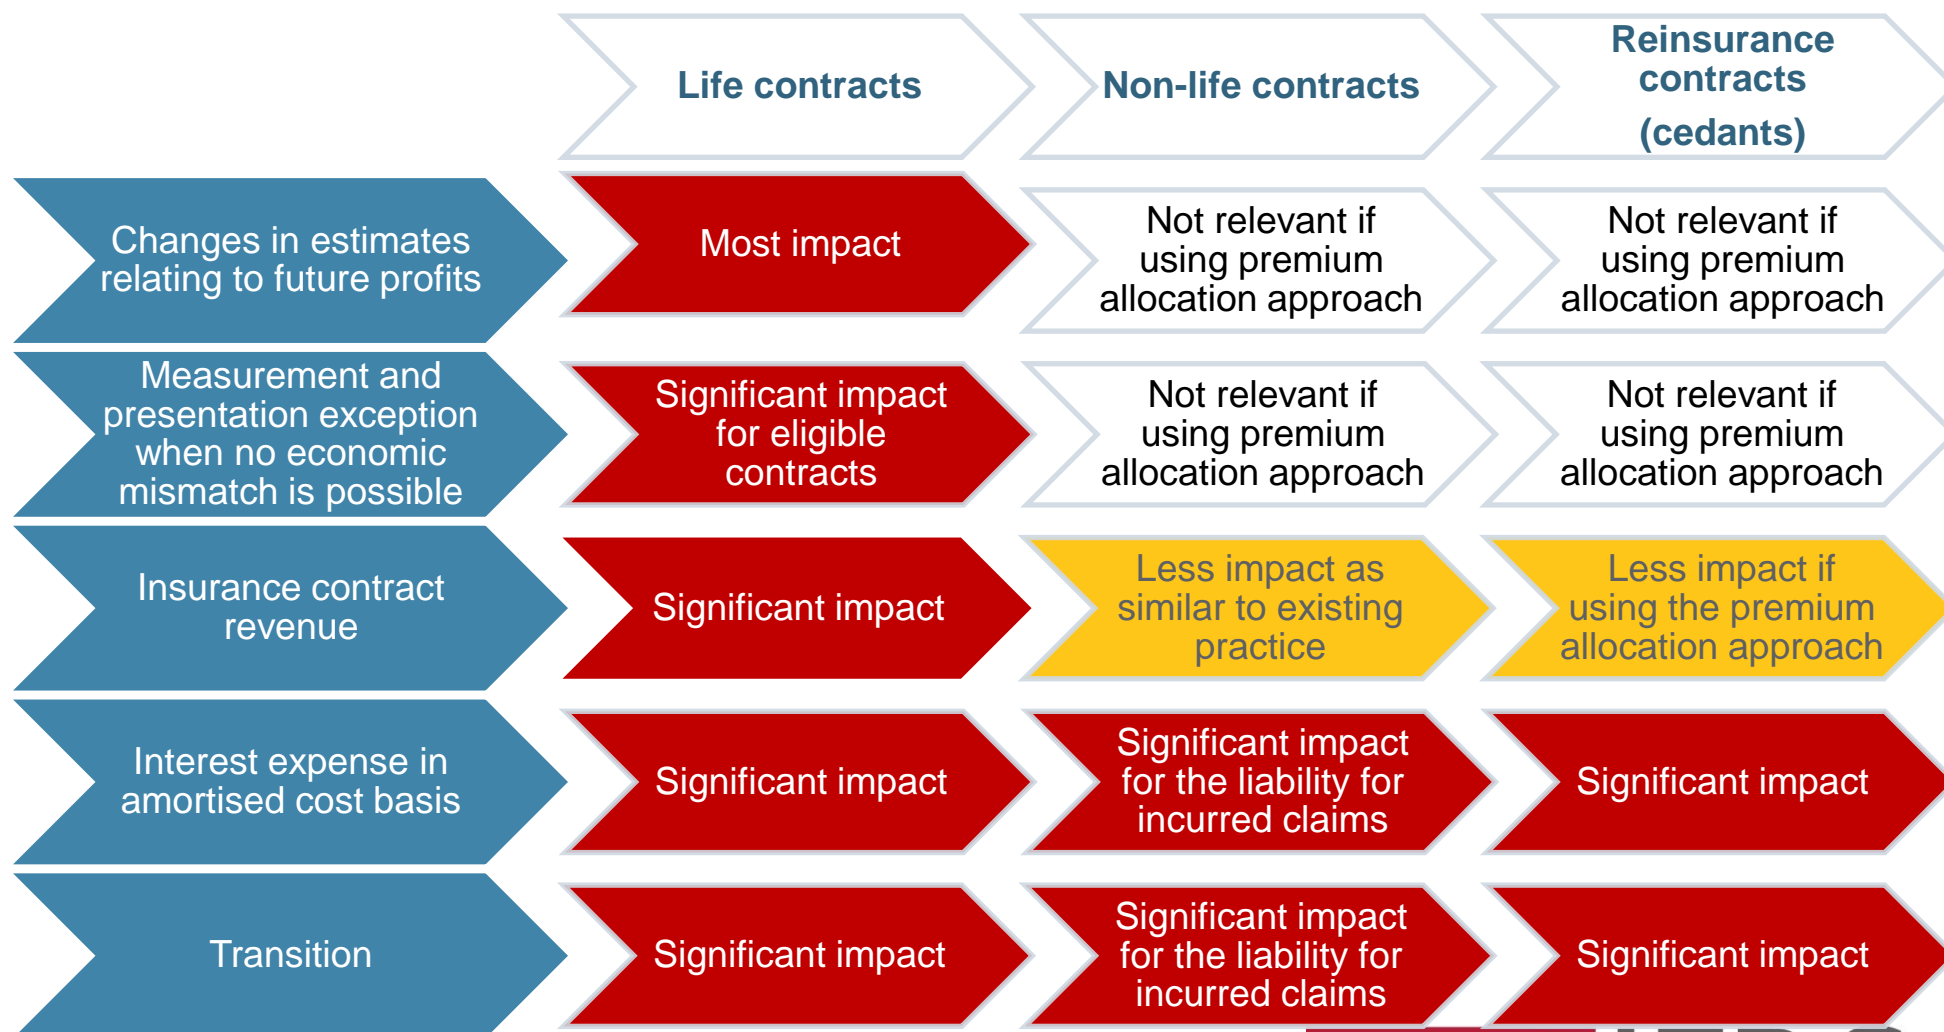 Life contracts
Non-life contracts
Reinsurance
contracts
(cedants)
Changes in estimates
relating to future profits
Most impact
Not relevant if
using premium
allocation approach
Not relevant if
using premium
allocation approach
Measurement and
presentation exception
when no economic
mismatch is possible
Significant impact
for eligible
contracts
Not relevant if
using premium
allocation approach
Not relevant if
using premium
allocation approach
Insurance contract
revenue
Significant impact
Less impact as
similar to existing
practice
Less impact if
using the premium
allocation approach
Interest expense in
amortised cost basis
Significant impact
Significant impact
for the liability for
incurred claims
Significant impact
Transition
Significant impact
Significant impact
for the liability for
incurred claims
Significant impact